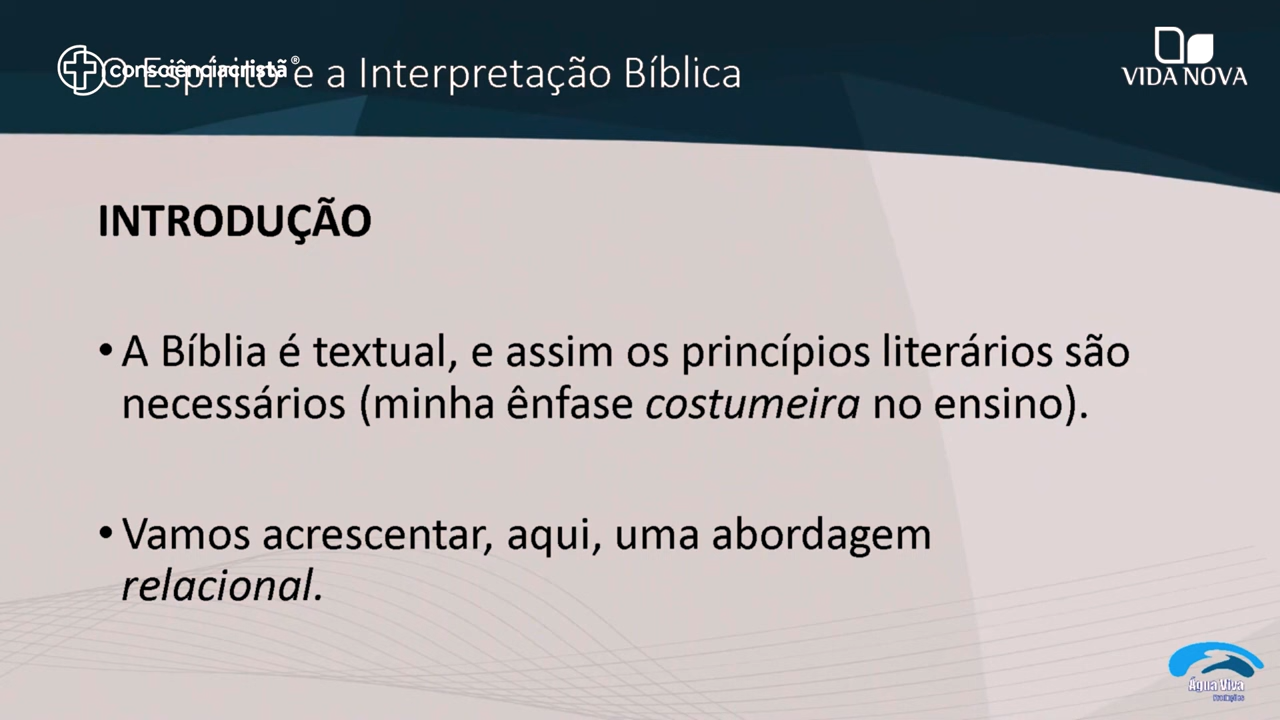 O Espírito e a Interpretação Bíblica
consciênciacristã®
VIDA NOVA
INTRODUÇÃO
• A Bíblia é textual, e assim os princípios literários são
necessários (minha ênfase costumeira no ensino).
• Vamos acrescentar, aqui, uma abordagem
relacional.
Água Viva
Produções